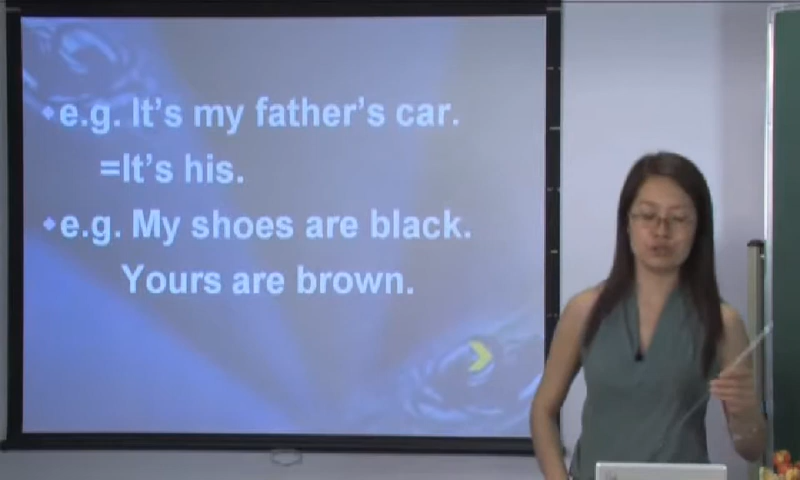 e.g. It's my father's car.
=It's his.
e.g. My shoes are black.
Yours are brown.